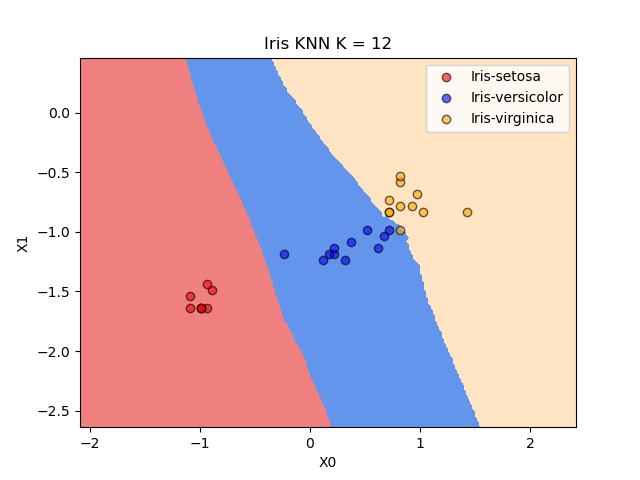 Iris KNN K = 12
Iris-setosa
Iris-versicolor
Iris-virginica
0.0
−0.5
−1.0
−1.5
−2.0
−2.5
X1
−2
−1
0
1
2
X0